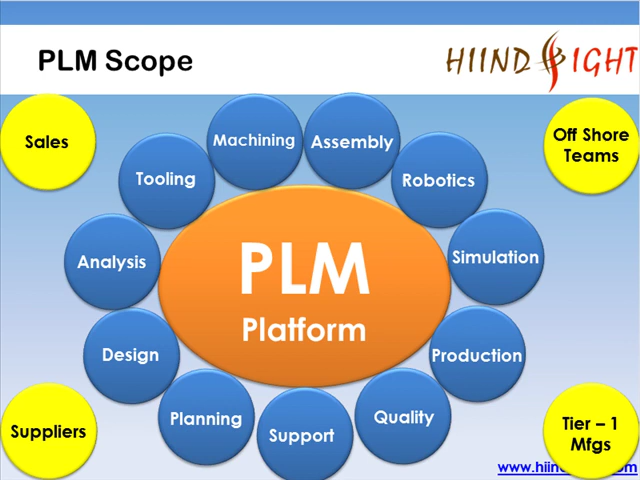 PLM Scope
HIINDSIGHT
Sales
Machining
Assembly
Off Shore
Teams
Tooling
Robotics
Analysis
PLM
Platform
Simulation
Design
Production
Planning
Support
Quality
Suppliers
Tier – 1
Mfgs